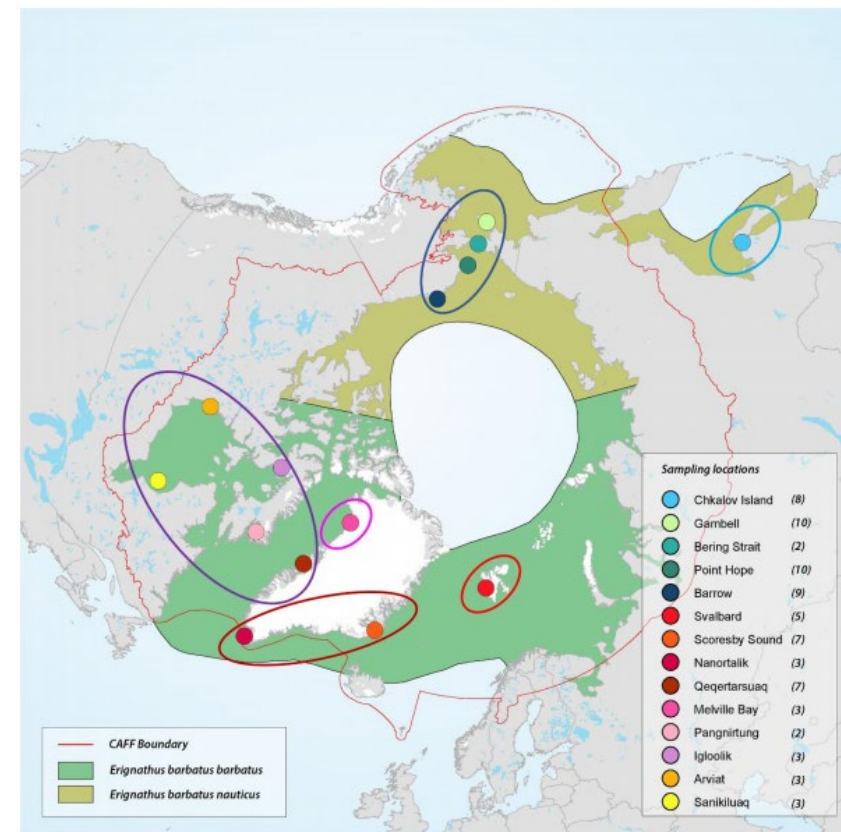 Sampling locations
Chkalov Island (8)
Gambell (10)
Bering Strait (2)
Point Hope (10)
Barrow (9)
Svalbard (5)
Scoresby Sound (7)
Nanortalik (3)
Qeqertarsuaq (7)
Melville Bay (3)
Pangnirtung (2)
Igloolik (3)
Arviat (3)
Sanikiluaq (3)
CAFF Boundary
Erignathus barbatus barbatus
Erignathus barbatus nauticus